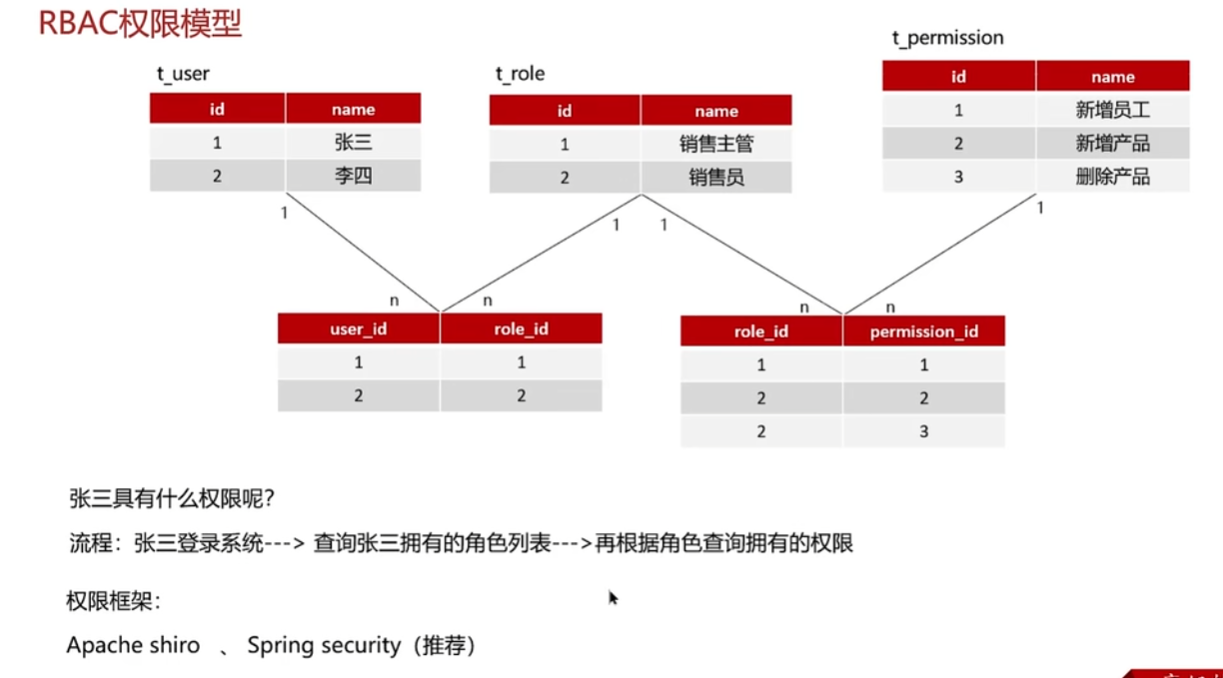 RBAC权限模型
t_user
id name
1 张三
2 李四
t_role
id name
1 销售主管
2 销售员
t_permission
id name
1 新增员工
2 新增产品
3 删除产品
1
1 1
1
n n
n n
user_id role_id
1 1
2 2
role_id permission_id
1 1
2 2
2 3
张三具有什么权限呢？
流程：张三登录系统---> 查询张三拥有的角色列表--->再根据角色查询拥有的权限
权限框架：
Apache shiro 、 Spring security（推荐）